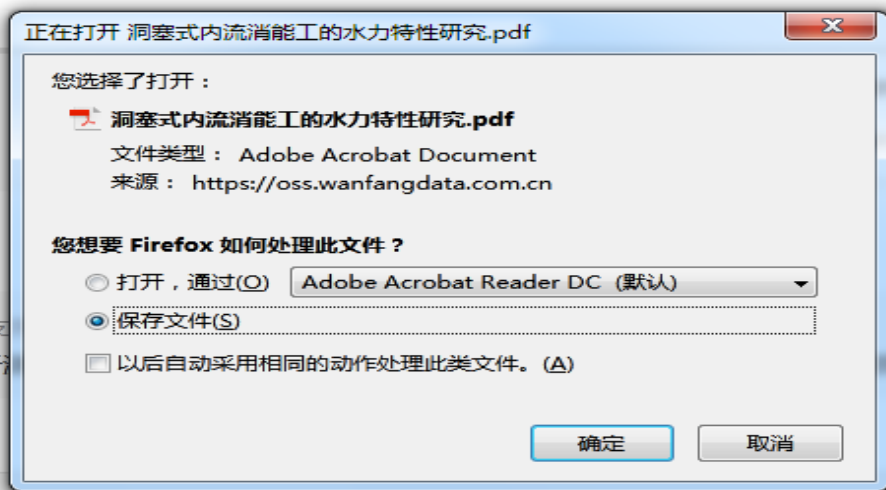 正在打开 洞塞式内流消能工的水力特性研究.pdf
您选择了打开：
洞塞式内流消能工的水力特性研究.pdf
文件类型： Adobe Acrobat Document
来源： https://oss.wanfangdata.com.cn
您想要 Firefox 如何处理此文件？
打开，通过(O) Adobe Acrobat Reader DC (默认)
保存文件(S)
以后自动采用相同的动作处理此类文件。(A)
确定 取消